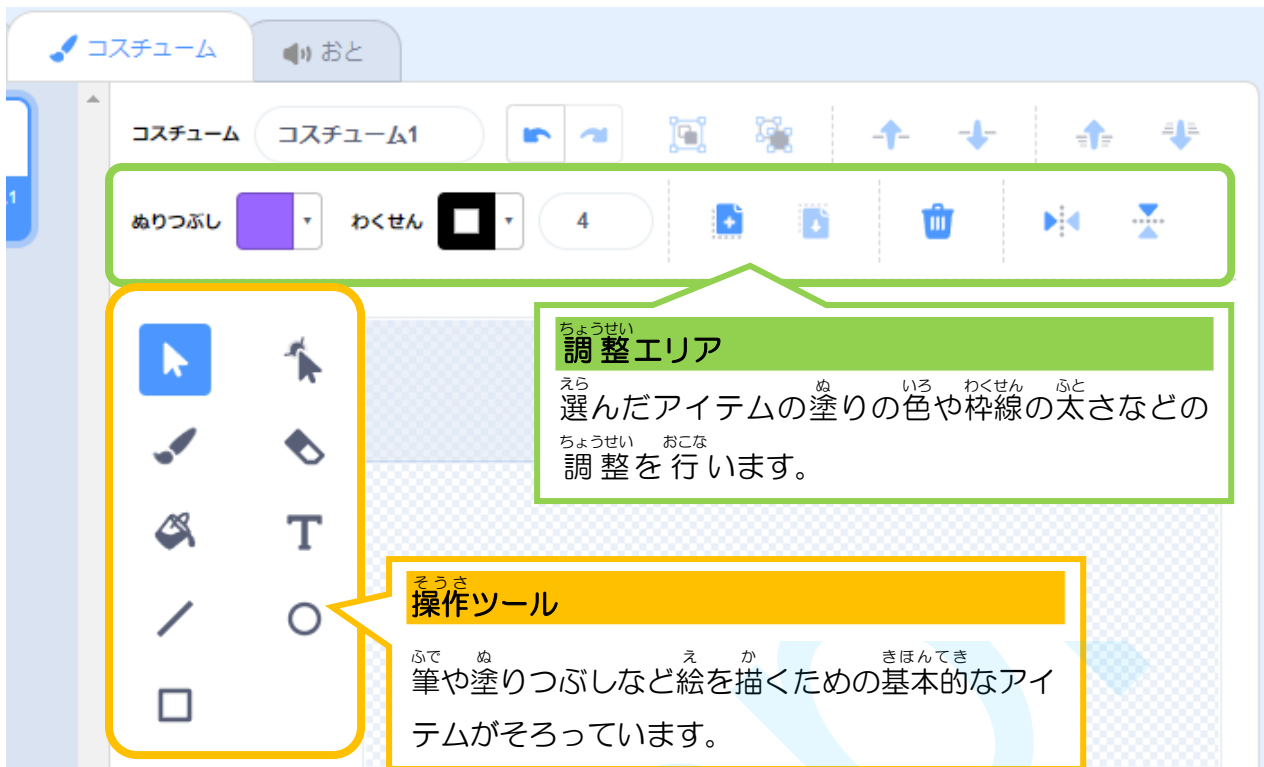 コスチューム おと
コスチューム コスチューム1
1
ぬりつぶし わくせん 4
ちょうせい
調整エリア
えら ぬ いろ わくせん ふと
選んだアイテムの塗りの色や枠線の太さなどの
ちょうせい おこな
調整を行います。
T
そうさ
操作ツール
ふで ぬ え か きほんてき
筆や塗りつぶしなど絵を描くための基本的なアイ
テムがそろっています。